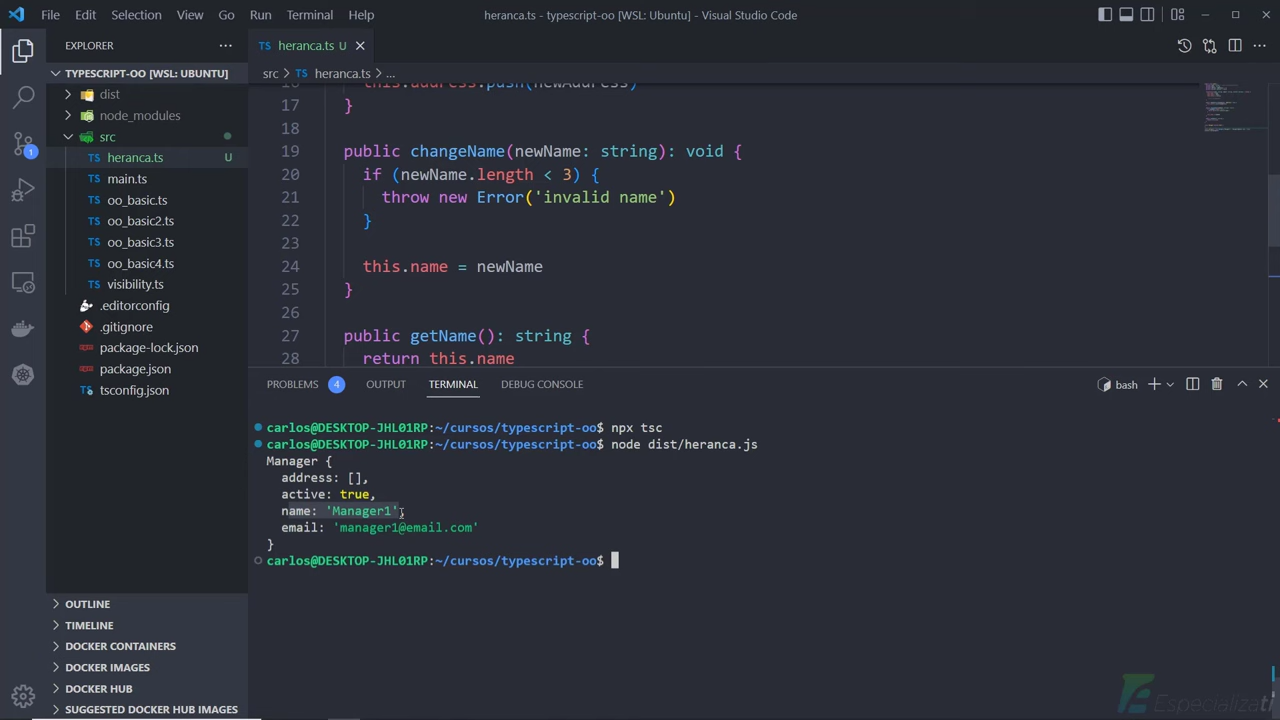 File Edit Selection View Go Run Terminal Help
heranca.ts - typescript-oo [WSL: Ubuntu] - Visual Studio Code
EXPLORER
heranca.ts U
TYPESCRIPT-OO [WSL: UBUNTU]
dist
node_modules
src
heranca.ts U
main.ts
oo_basic.ts
oo_basic2.ts
oo_basic3.ts
oo_basic4.ts
visibility.ts
.editorconfig
.gitignore
package-lock.json
package.json
tsconfig.json
1
OUTLINE
TIMELINE
DOCKER CONTAINERS
DOCKER IMAGES
DOCKER HUB
SUGGESTED DOCKER HUB IMAGES
src > heranca.ts > ...
16 this.address.push(newAddress)
17 }
18
19 public changeName(newName: string): void {
20 if (newName.length < 3) {
21 throw new Error('invalid name')
22 }
23
24 this.name = newName
25 }
26
27 public getName(): string {
28 return this.name
PROBLEMS 4 OUTPUT TERMINAL DEBUG CONSOLE
bash
carlos@DESKTOP-JHL01RP:~/cursos/typescript-oo$ npx tsc
carlos@DESKTOP-JHL01RP:~/cursos/typescript-oo$ node dist/heranca.js
Manager {
address: [],
active: true,
name: 'Manager1',
email: 'manager1@email.com'
}
carlos@DESKTOP-JHL01RP:~/cursos/typescript-oo$
Especializati